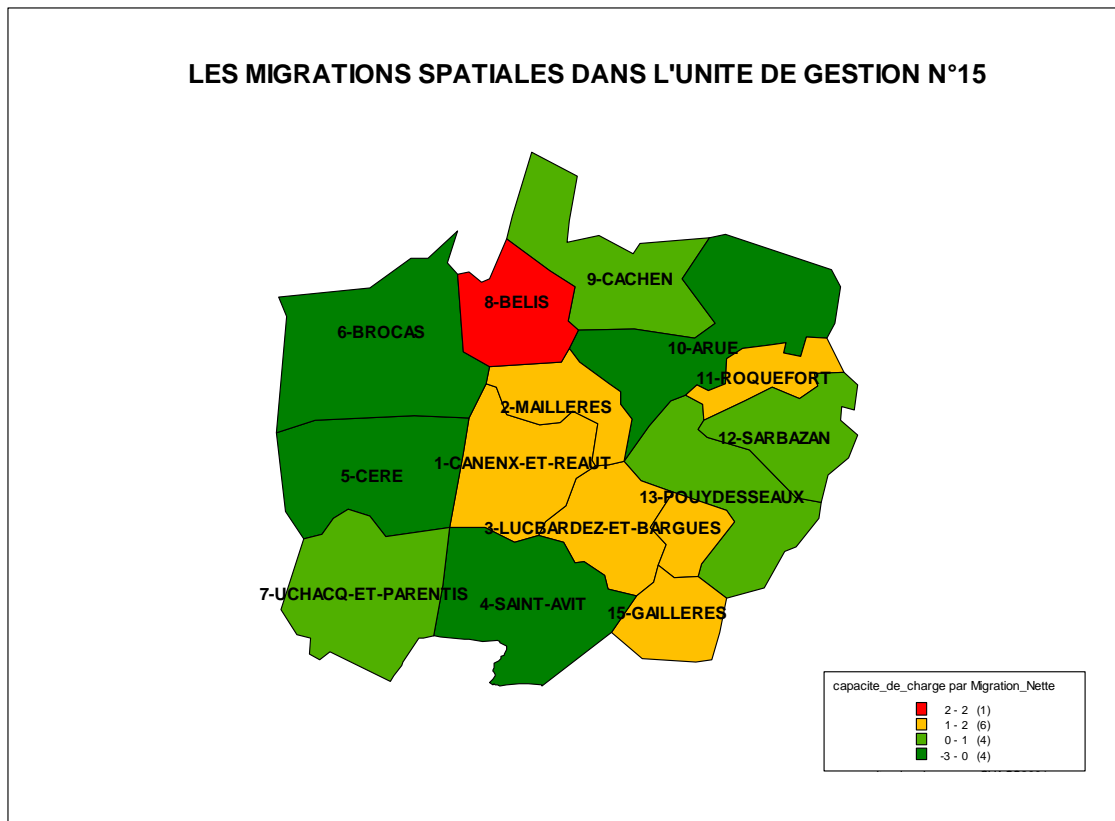 LES MIGRATIONS SPATIALES DANS L'UNITE DE GESTION N°15
9-CACHEN
8-BELIS
6-BROCAS
10-ARUE
11-ROQUEFORT
2-MAILLERES
12-SARBAZAN
1-CANENX-ET-REAUT
5-CERE
13-POUYDESSEAUX
3-LUCBARDEZ-ET-BARGUES
7-UCHACQ-ET-PARENTIS
4-SAINT-AVIT
15-GAILLERES
capacite_de_charge par Migration_Nette
2 - 2 (1)
1 - 2 (6)
0 - 1 (4)
-3 - 0 (4)